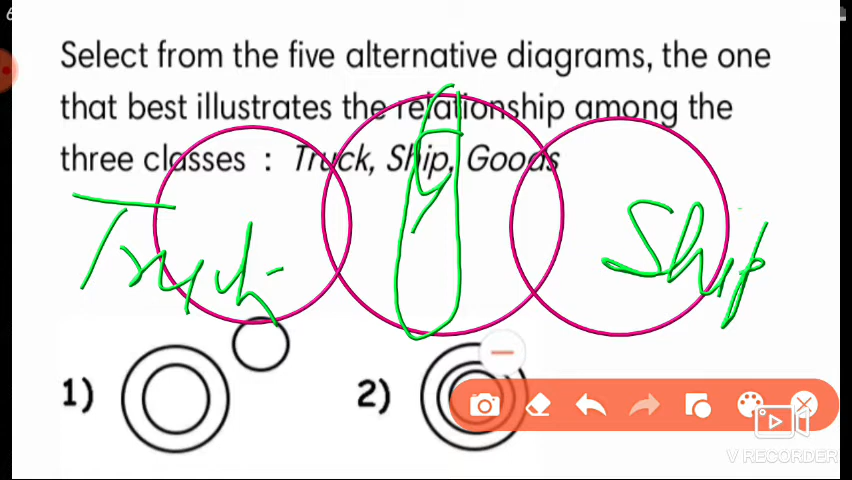 6
Select from the five alternative diagrams, the one
that best illustrates the relationship among the
three classes : Truck, Ship, Goods
Truck
Ship
1)
2)
V RECORDER